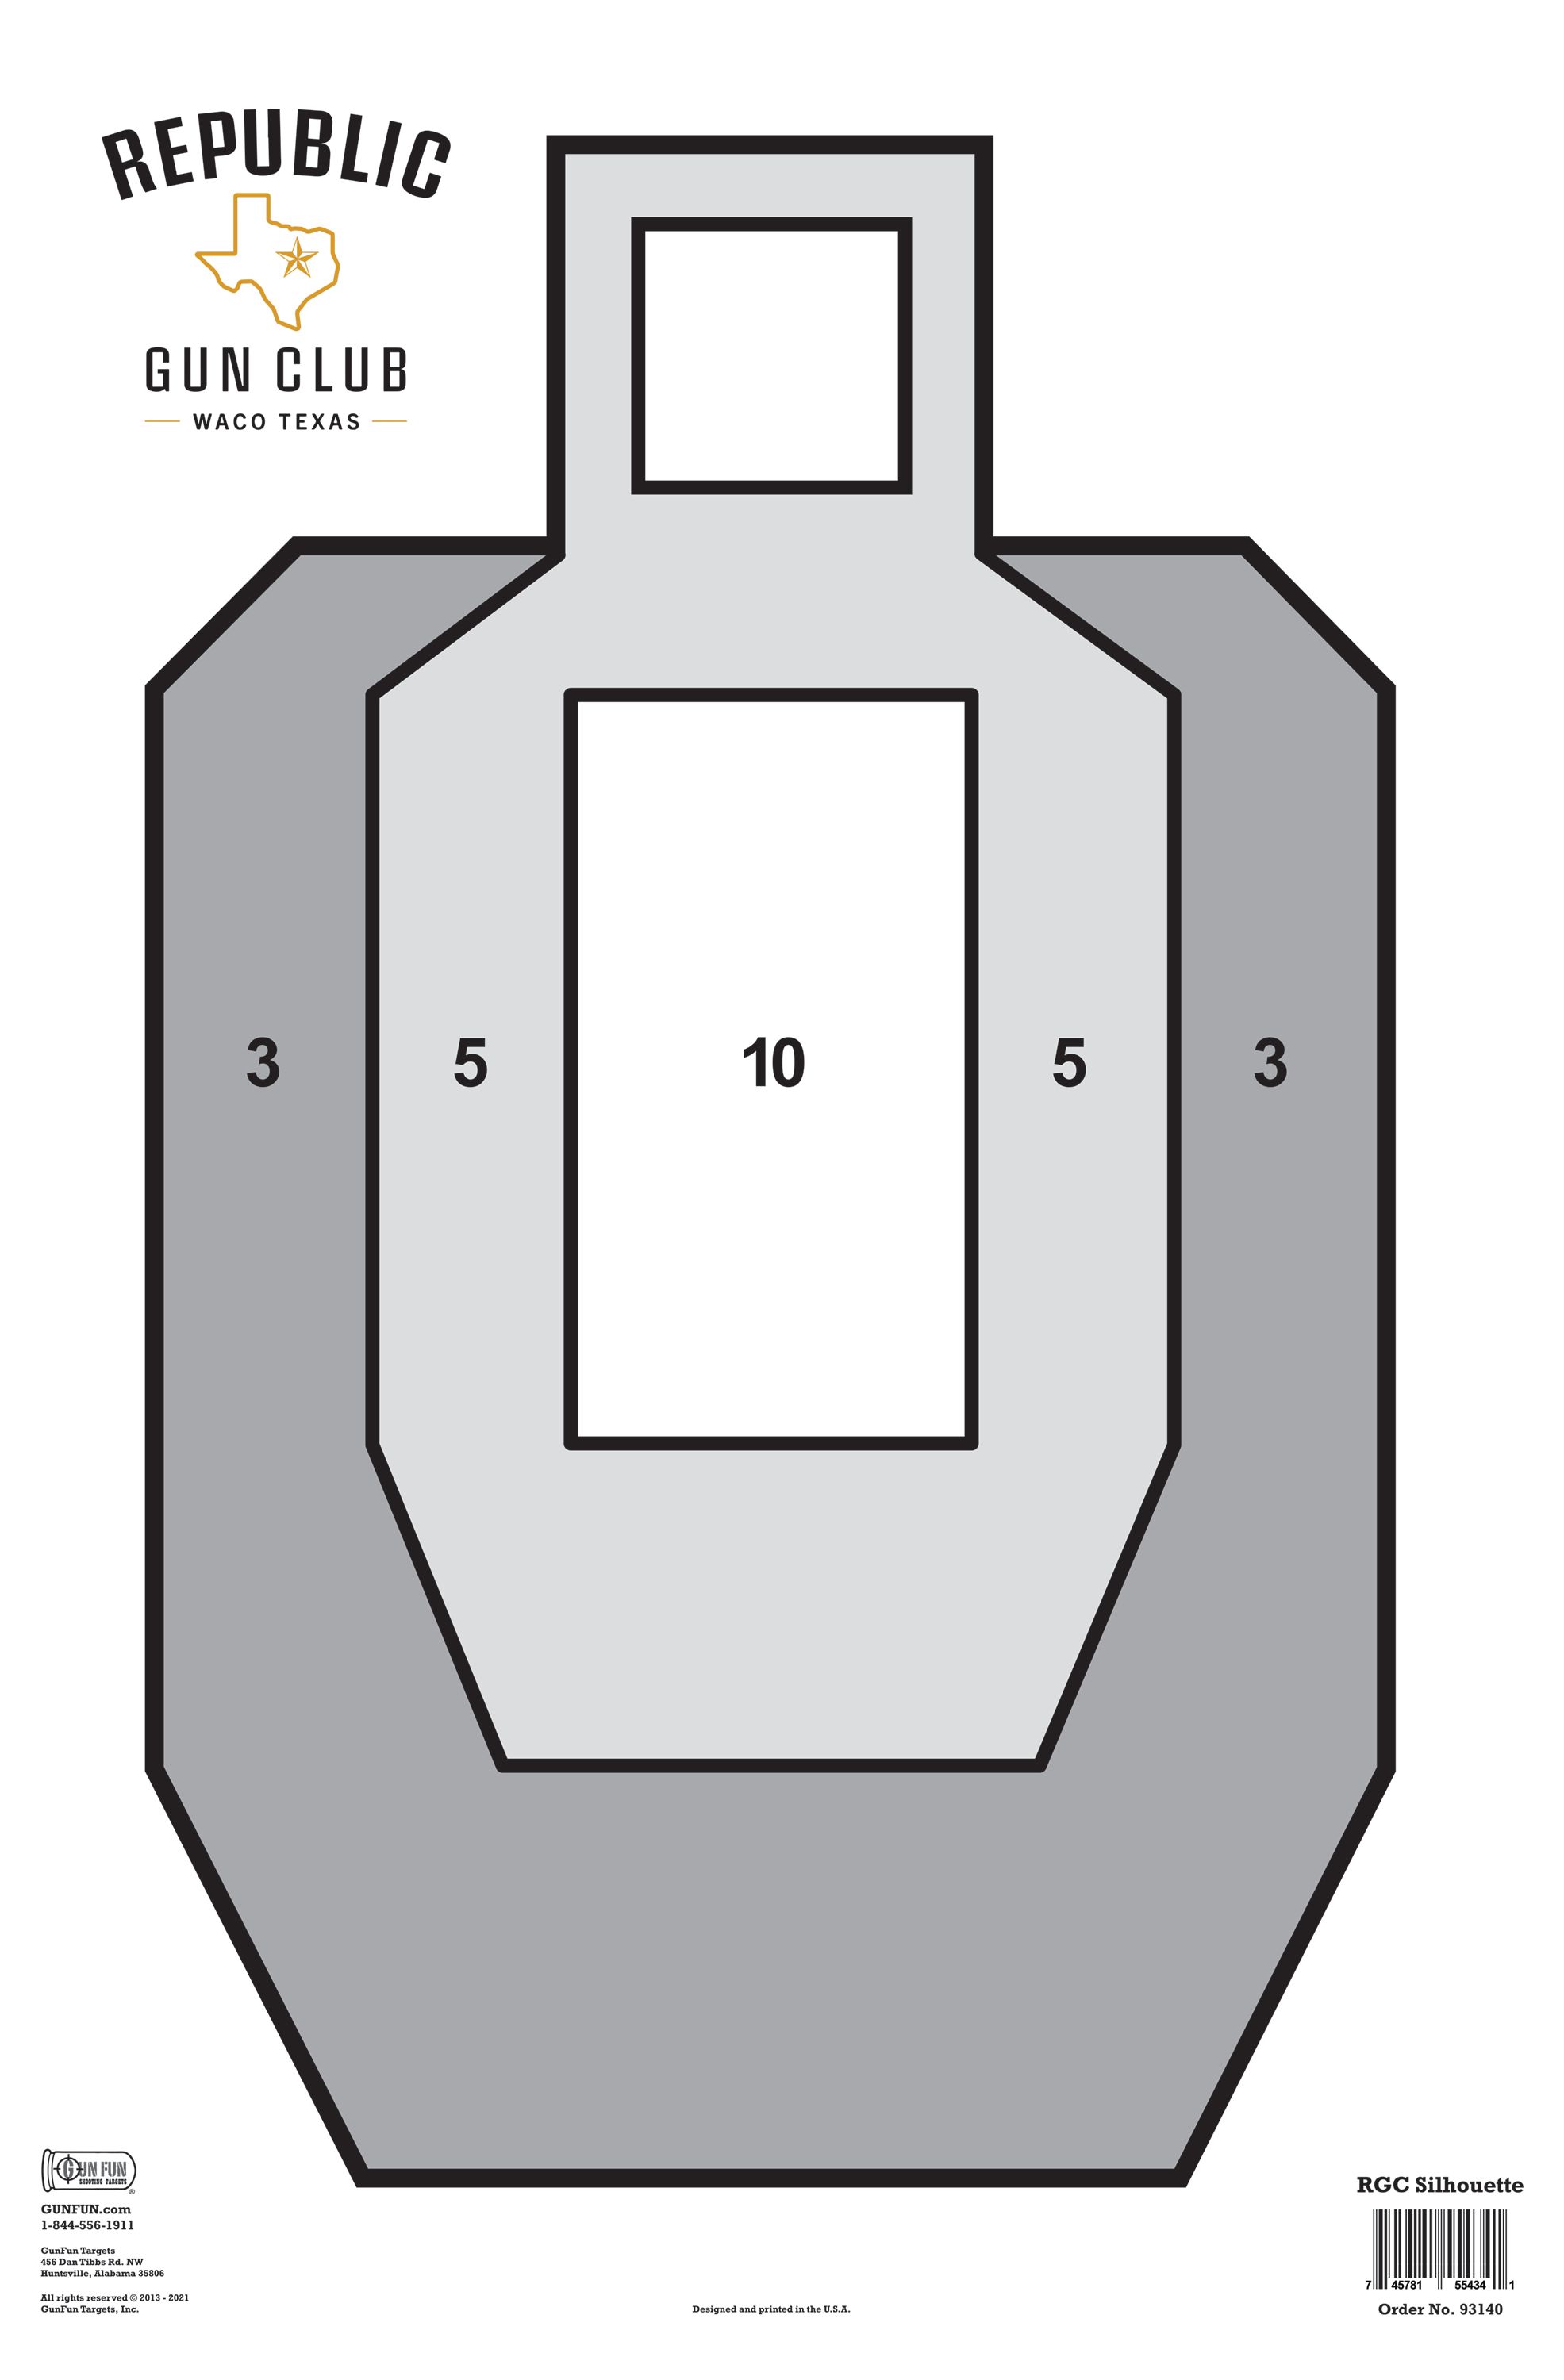 REPUBLIC
GUN CLUB
WACO TEXAS
3 5 10 5 3
GUN FUN
SHOOTING TARGETS
®
GUNFUN.com
1-844-556-1911
GunFun Targets
456 Dan Tibbs Rd. NW
Huntsville, Alabama 35806
All rights reserved © 2013 - 2021
GunFun Targets, Inc.
Designed and printed in the U.S.A.
RGC Silhouette
7 45781 55434 1
Order No. 93140